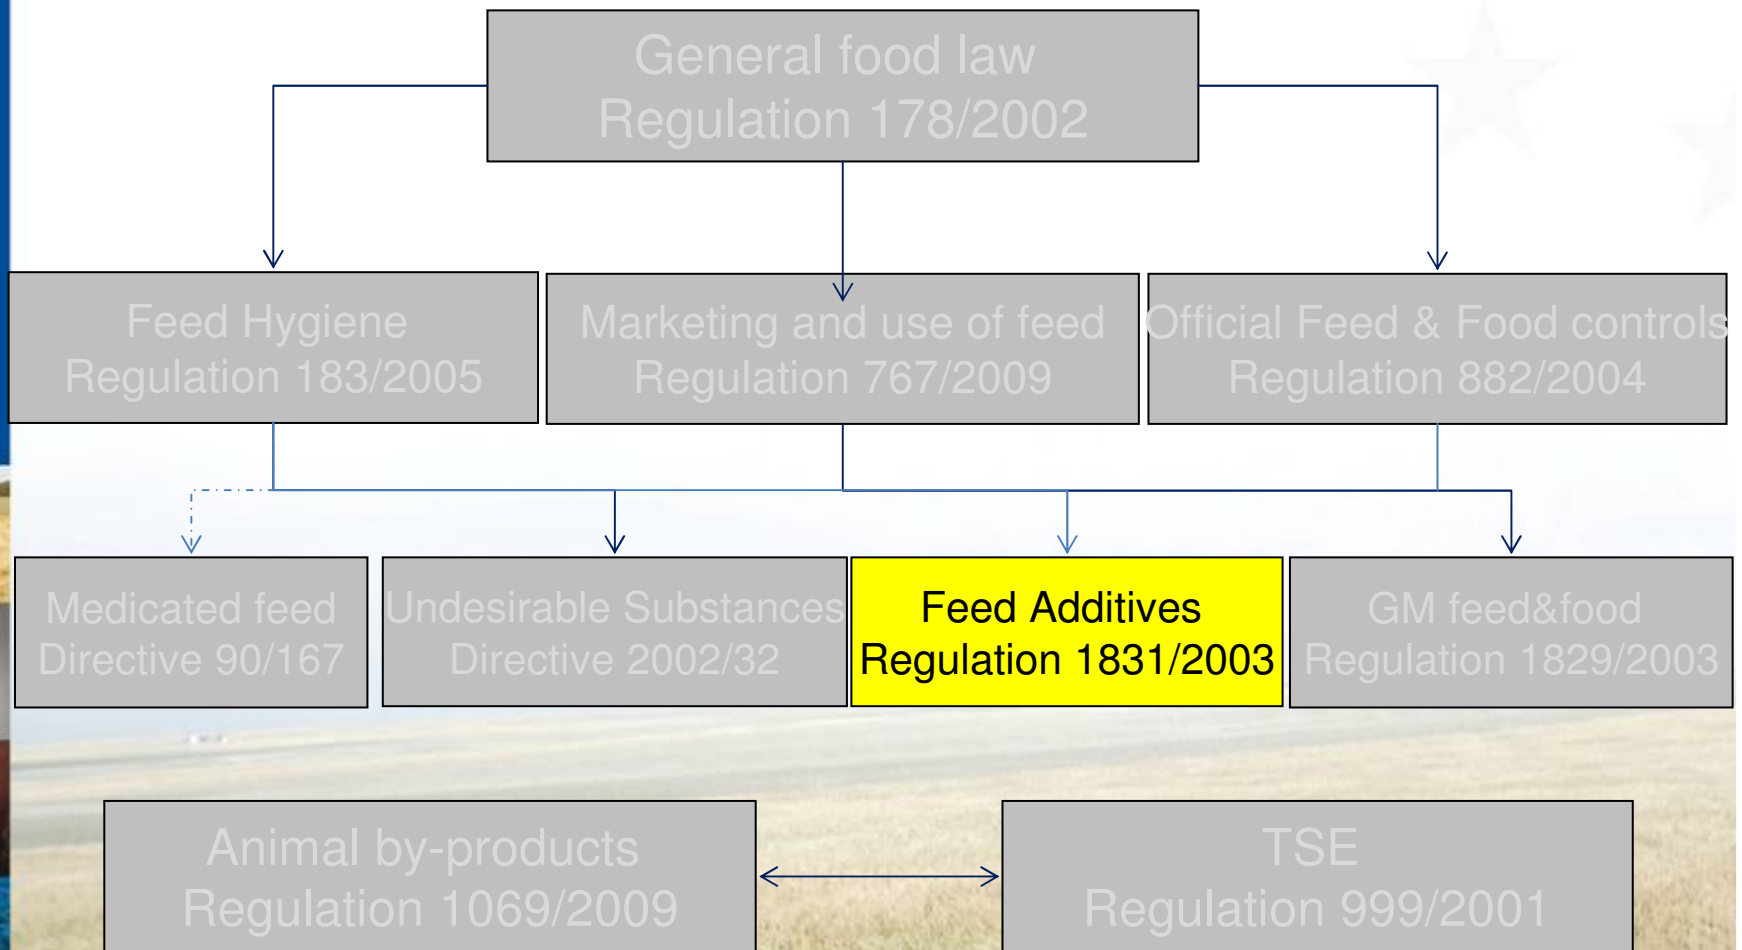 General food law
Regulation 178/2002
Feed Hygiene
Regulation 183/2005
Marketing and use of feed
Regulation 767/2009
Official Feed & Food controls
Regulation 882/2004
Medicated feed
Directive 90/167
Undesirable Substances
Directive 2002/32
Feed Additives
Regulation 1831/2003
GM feed&food
Regulation 1829/2003
Animal by-products
Regulation 1069/2009
TSE
Regulation 999/2001